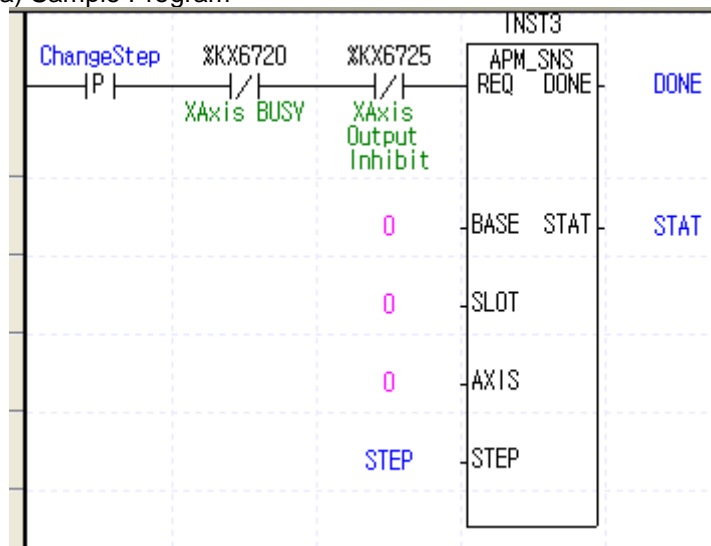 a) Sample Program
INST3
ChangeStep %KX6720 %KX6725 APM_SNS
P REQ DONE DONE
XAxis BUSY XAxis
Output
Inhibit
0 BASE STAT STAT
0 SLOT
0 AXIS
STEP STEP